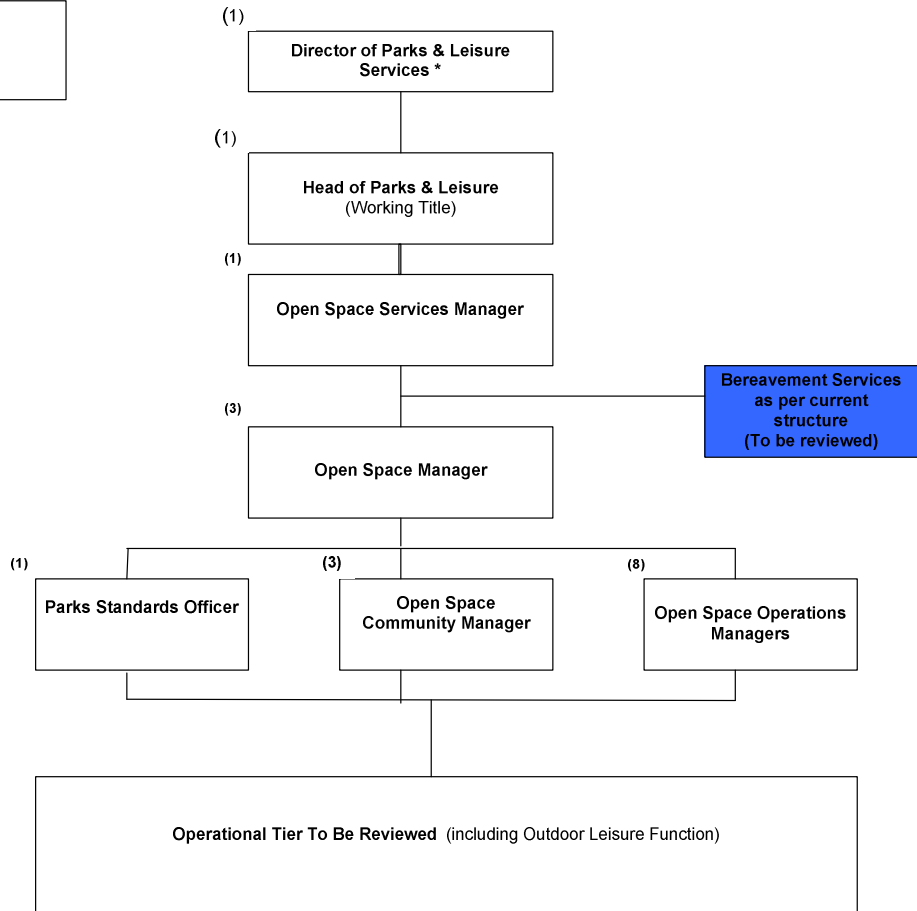 (1)
Director of Parks & Leisure
Services *
(1)
Head of Parks & Leisure
(Working Title)
(1)
Open Space Services Manager
Bereavement Services
as per current
structure
(To be reviewed)
(3)
Open Space Manager
(1)
Parks Standards Officer
(3)
Open Space
Community Manager
(8)
Open Space Operations
Managers
Operational Tier To Be Reviewed (including Outdoor Leisure Function)